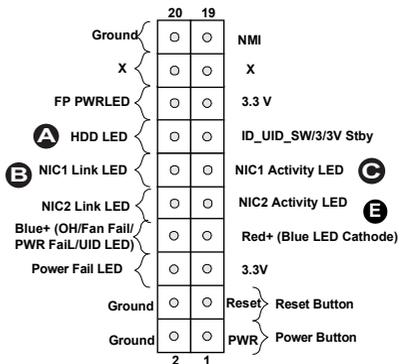 20 19
Ground NMI
X X
FP PWRLED 3.3 V
A HDD LED ID_UID_SW/3/3V Stby
B NIC1 Link LED NIC1 Activity LED C
NIC2 Link LED NIC2 Activity LED E
Blue+ (OH/Fan Fail/
PWR FaiL/UID LED) Red+ (Blue LED Cathode)
Power Fail LED 3.3V
Ground Reset Reset Button
Ground PWR Power Button
2 1